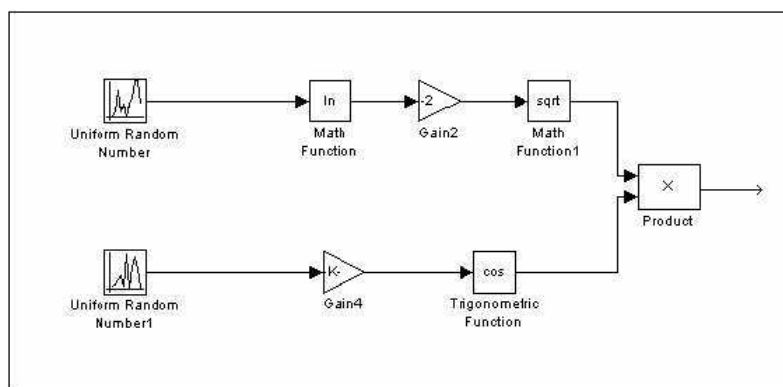 ln
-2
sqrt
Uniform Random
Number
Math
Function
Gain2
Math
Function1
×
Product
K-
cos
Uniform Random
Number1
Gain4
Trigonometric
Function